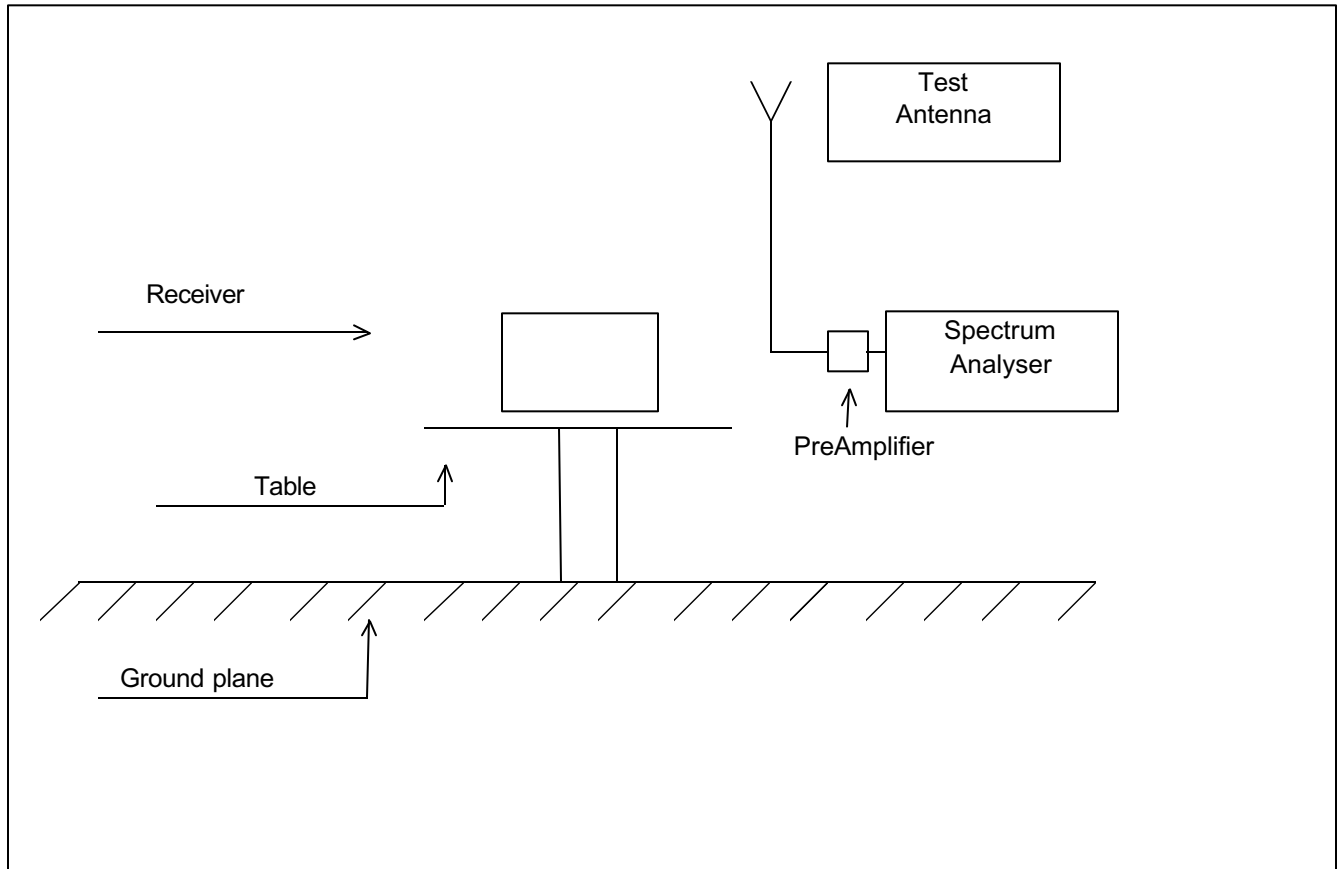 Test
Antenna
Receiver
Spectrum
Analyser
PreAmplifier
Table
Ground plane